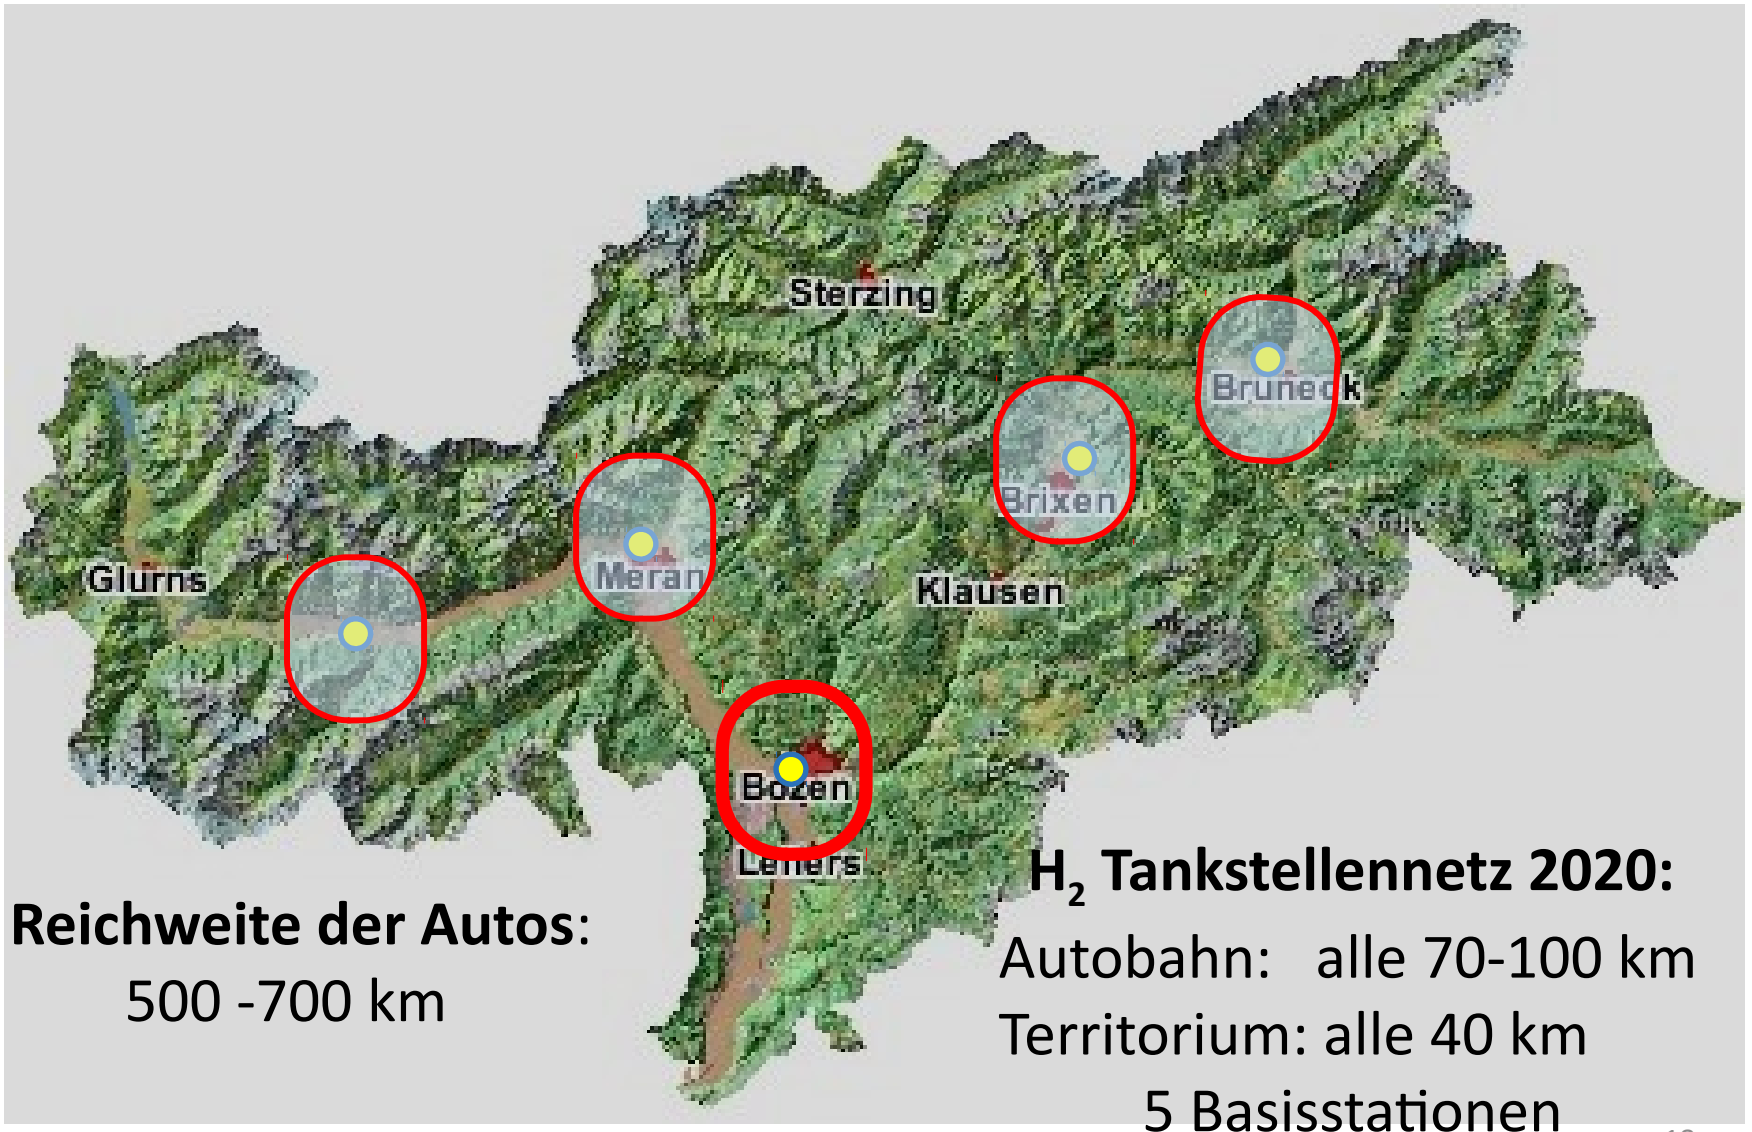 Sterzing
Bruneck
Brixen
Glurns
Meran
Klausen
Bozen
Leifers
Reichweite der Autos:
500 -700 km
H₂ Tankstellennetz 2020:
Autobahn: alle 70-100 km
Territorium: alle 40 km
5 Basisstationen